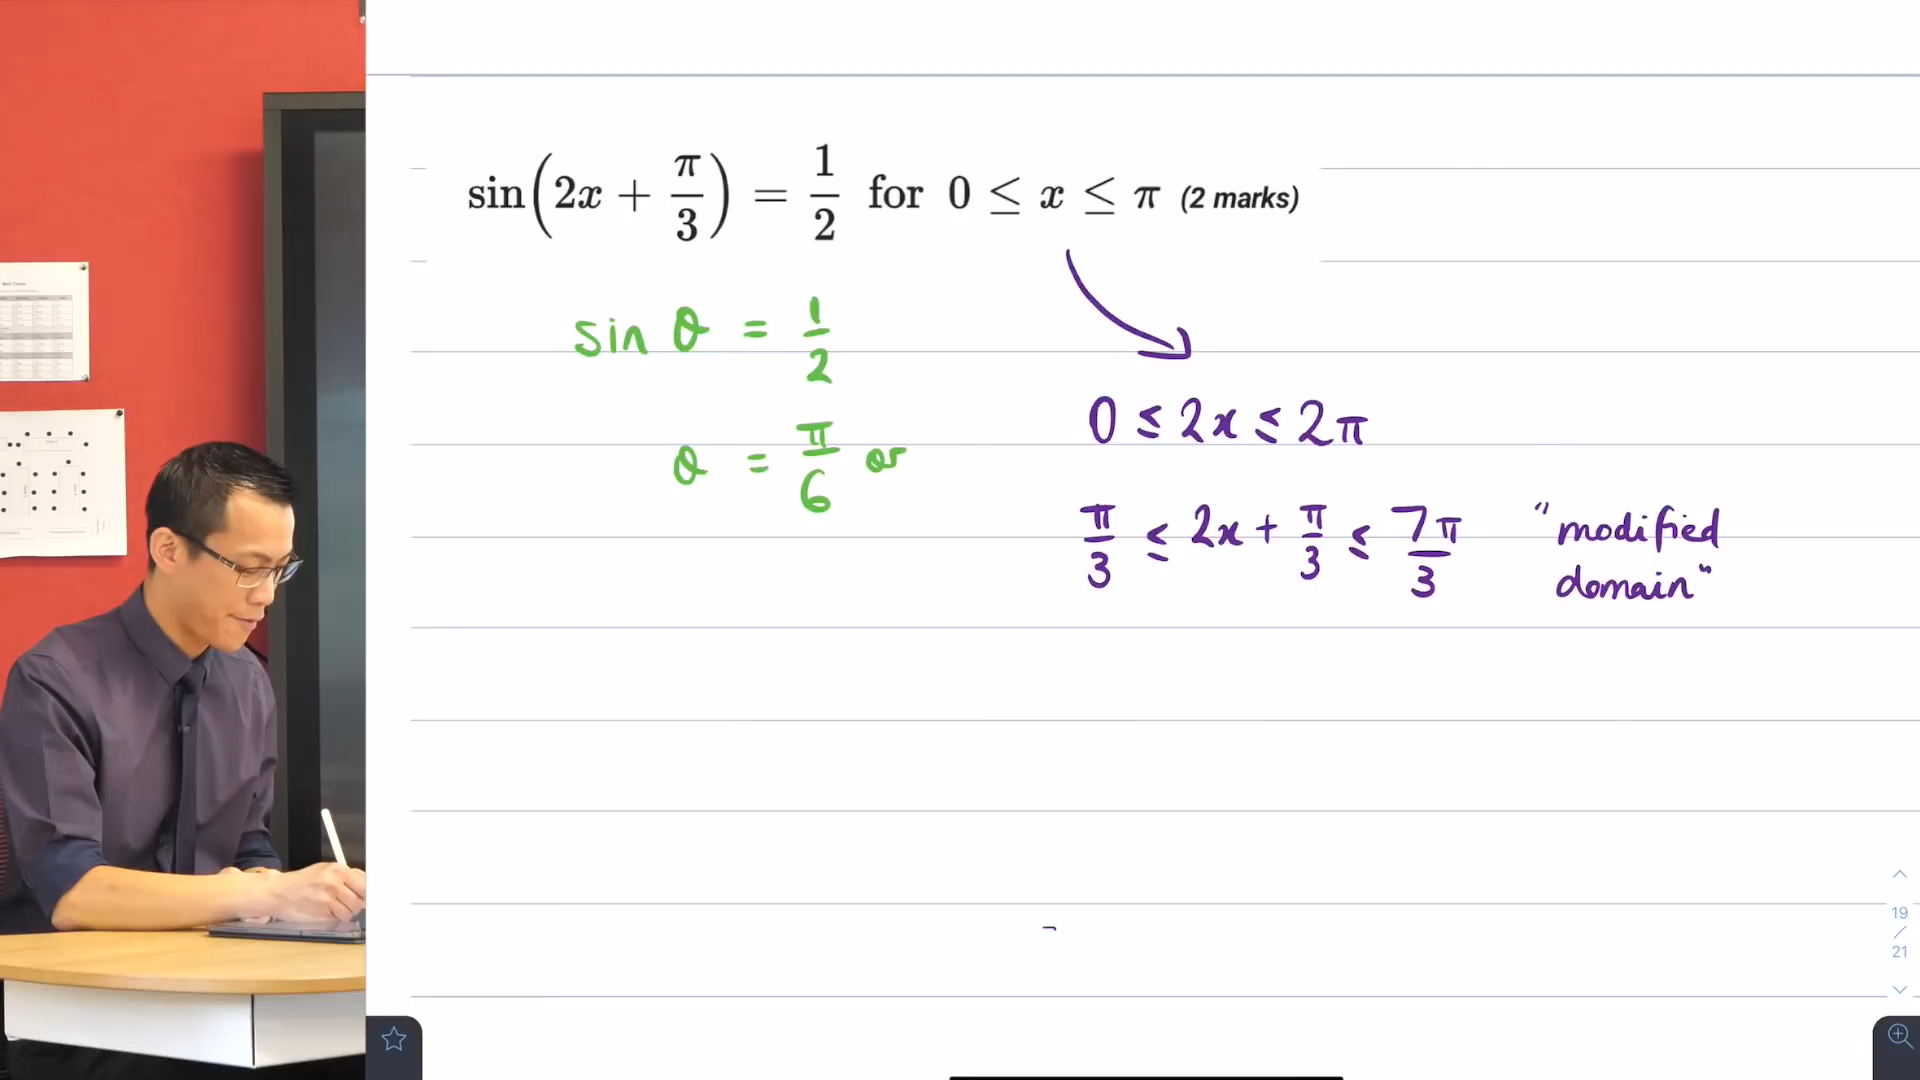 sin(2x + π/3) = 1/2 for 0 ≤ x ≤ π (2 marks)
sin θ = 1/2
θ = π/6 or
0 ≤ 2x ≤ 2π
π/3 ≤ 2x + π/3 ≤ 7π/3
"modified
domain"
19
/
21